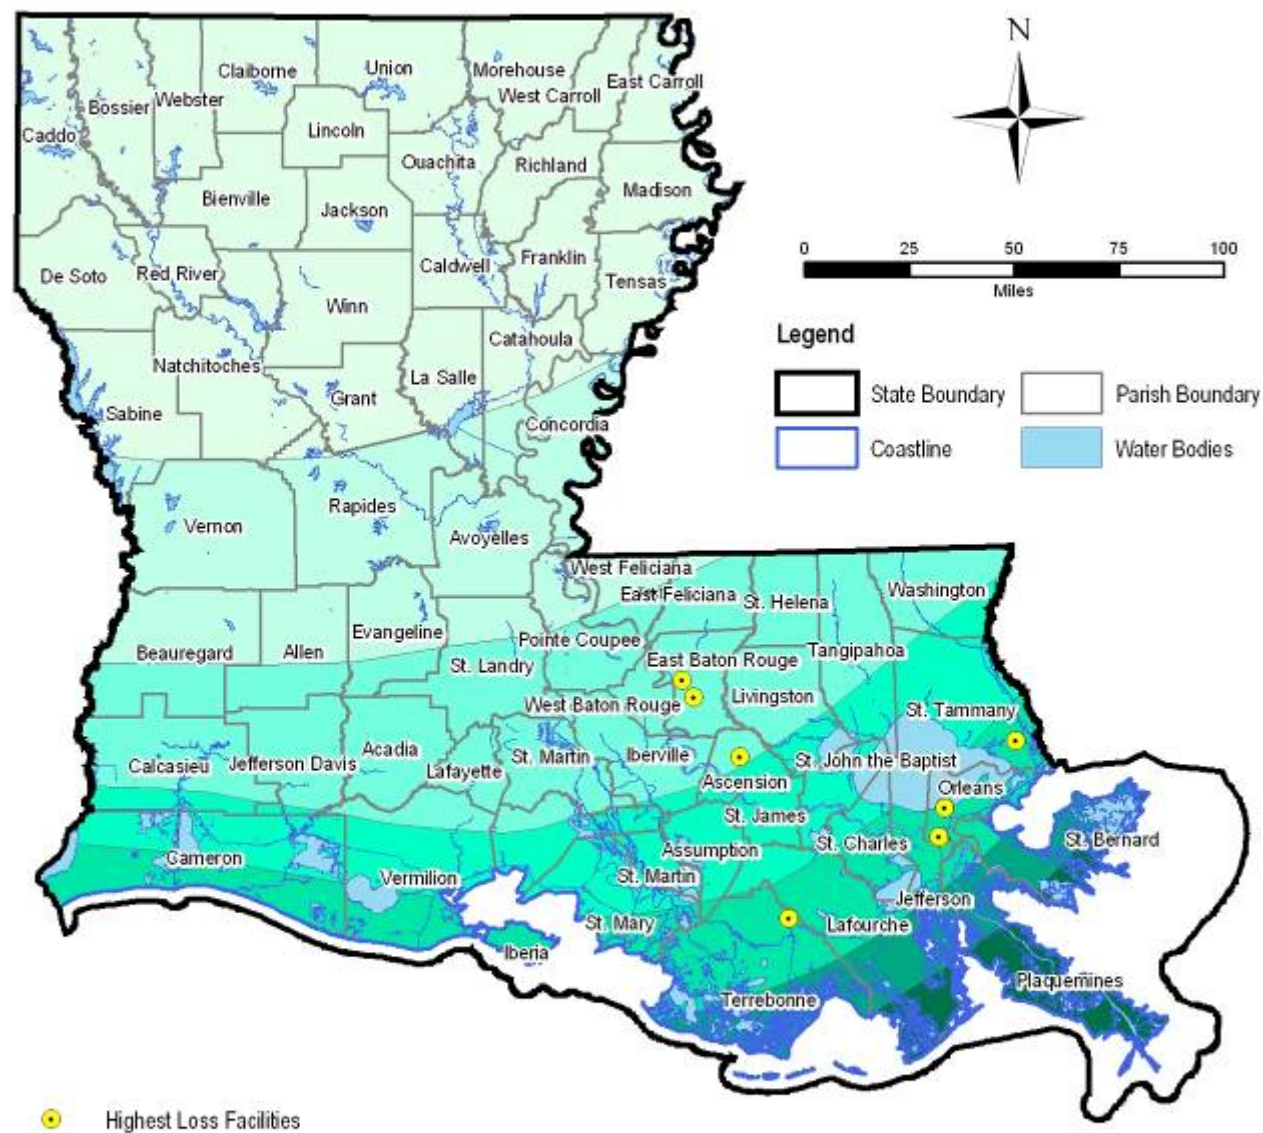 N
Claiborne
Union
Morehouse
East Carroll
Bossier
Webster
West Carroll
Caddo
Lincoln
Ouachita
Richland
Madison
Bienville
Jackson
De Soto
Red River
Caldwell
Franklin
Tensas
Winn
Natchitoches
Catahoula
La Salle
Grant
Sabine
Concordia
Vernon
Rapides
Avoyelles
West Feliciana
East Feliciana
St. Helena
Washington
Evangeline
Pointe Coupee
Beauregard
Allen
St. Landry
East Baton Rouge
Tangipahoa
West Baton Rouge
Livingston
St. Tammany
Calcasieu
Jefferson Davis
Acadia
Lafayette
St. Martin
Iberville
Ascension
St. John the Baptist
Orleans
St. James
Cameron
Vermilion
Assumption
St. Charles
St. Bernard
St. Martin
Jefferson
St. Mary
Lafourche
Iberia
Terrebonne
Plaquemines
0 25 50 75 100
Miles
Legend
State Boundary
Parish Boundary
Coastline
Water Bodies
Highest Loss Facilities